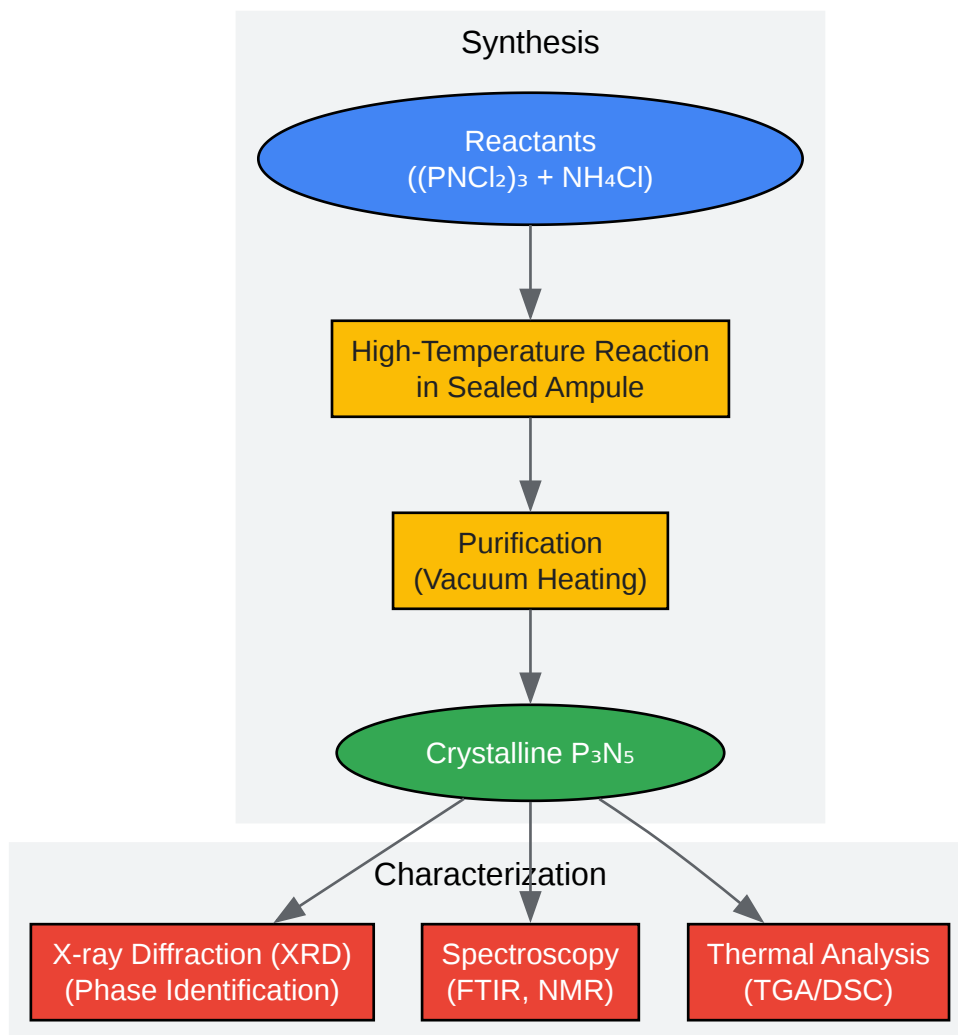 Synthesis
Reactants
((PNCl₂)₃ + NH₄Cl)
High-Temperature Reaction
in Sealed Ampule
Purification
(Vacuum Heating)
Crystalline P₃N₅
Characterization
X-ray Diffraction (XRD)
(Phase Identification)
Spectroscopy
(FTIR, NMR)
Thermal Analysis
(TGA/DSC)